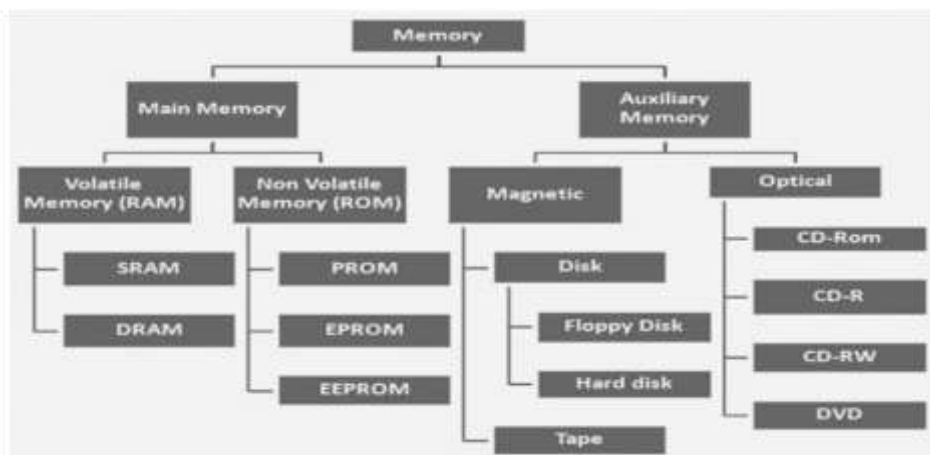 Memory
Main Memory
Auxiliary
Memory
Volatile
Memory (RAM)
Non Volatile
Memory (ROM)
Magnetic
Optical
SRAM
DRAM
PROM
EPROM
EEPROM
Disk
Floppy Disk
Hard disk
Tape
CD-Rom
CD-R
CD-RW
DVD